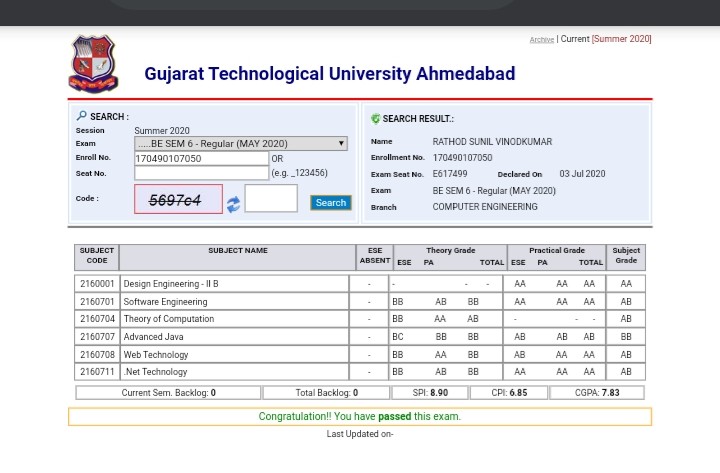 Archive | Current [Summer 2020]
Gujarat Technological University Ahmedabad
SEARCH :
Session Summer 2020
Exam .....BE SEM 6 - Regular (MAY 2020)
Enroll No. 170490107050 OR
Seat No. (e.g. _123456)
Code : 5697c4 Search
SEARCH RESULT.:
Name RATHOD SUNIL VINODKUMAR
Enrollment No. 170490107050
Exam Seat No. E617499 Declared On 03 Jul 2020
Exam BE SEM 6 - Regular (MAY 2020)
Branch COMPUTER ENGINEERING
SUBJECT CODE SUBJECT NAME ESE ABSENT Theory Grade ESE PA TOTAL Practical Grade ESE PA TOTAL Subject Grade
2160001 Design Engineering - II B - - - - AA AA AA AA
2160701 Software Engineering - BB AB BB AA AA AA AB
2160704 Theory of Computation - BB AA AB - - - AB
2160707 Advanced Java - BC BB BB AB AB AB BB
2160708 Web Technology - BB AA BB AB AA AA AB
2160711 .Net Technology - BB AB BB AA AA AA AB
Current Sem. Backlog: 0 Total Backlog: 0 SPI: 8.90 CPI: 6.85 CGPA: 7.83
Congratulation!! You have passed this exam.
Last Updated on-